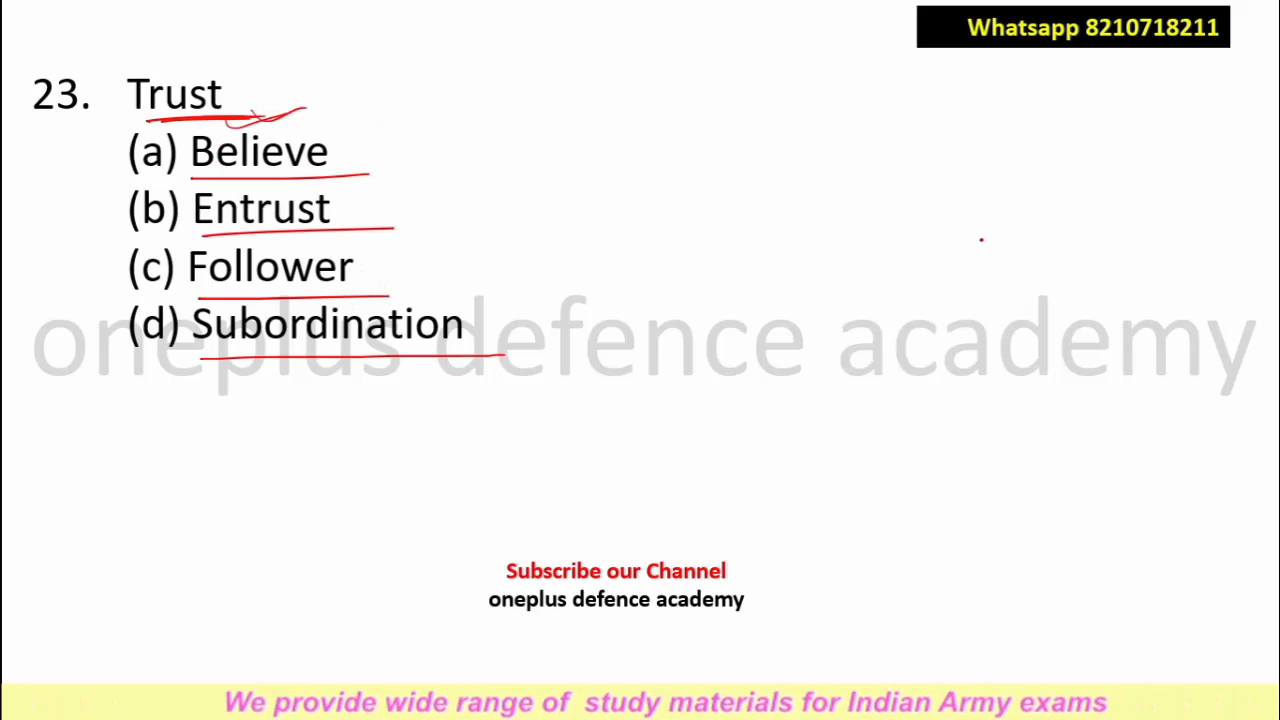 Whatsapp 8210718211
23. Trust
(a) Believe
(b) Entrust
(c) Follower
(d) Subordination
oneplus defence academy
Subscribe our Channel
oneplus defence academy
We provide wide range of study materials for Indian Army exams